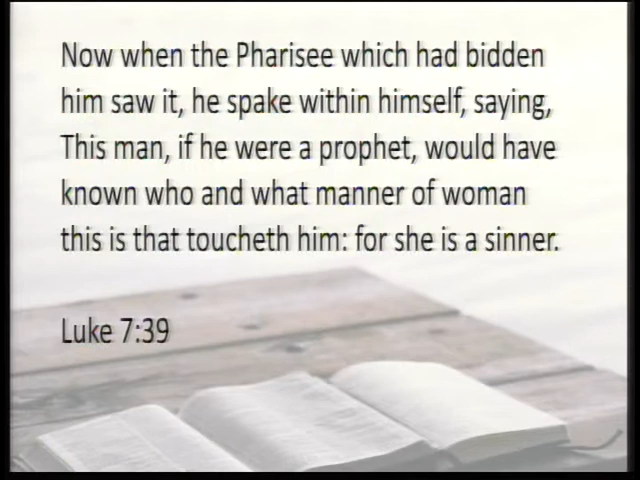 Now when the Pharisee which had bidden
him saw it, he spake within himself, saying,
This man, if he were a prophet, would have
known who and what manner of woman
this is that toucheth him: for she is a sinner.
Luke 7:39